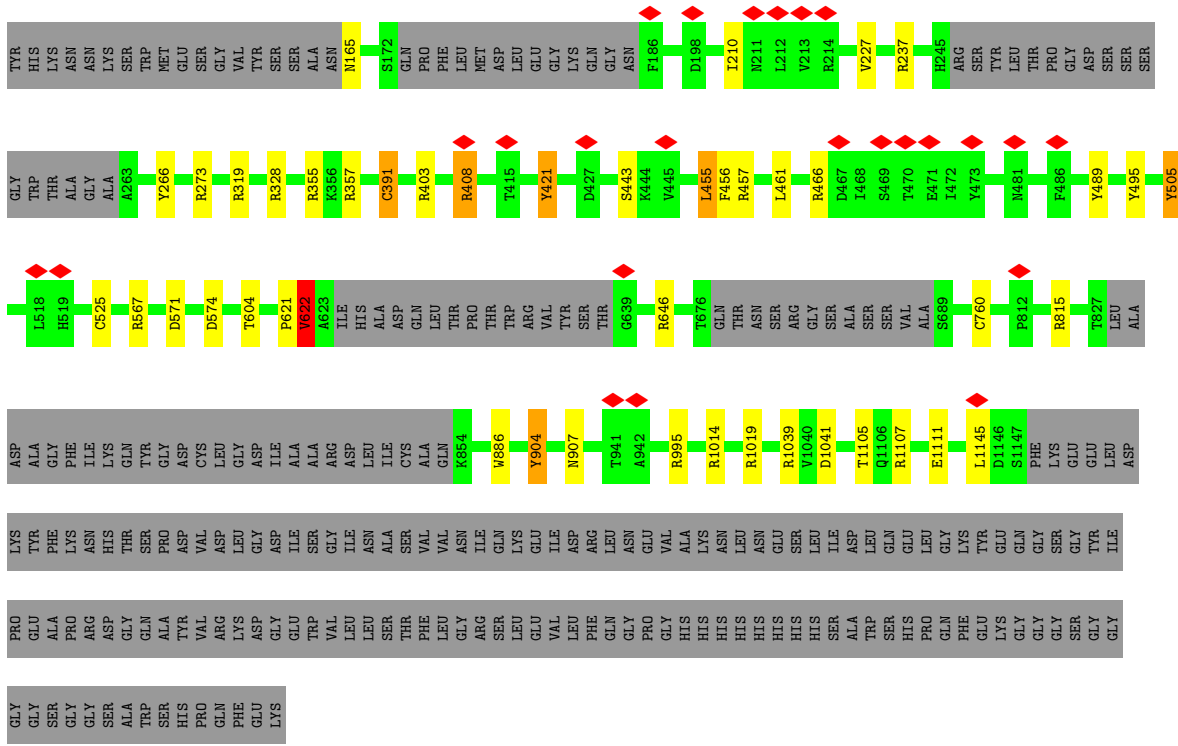 TYR HIS LYS ASN ASN LYS SER TRP MET GLU SER GLY VAL TYR SER SER ALA ASN N165 S172 GLN PRO PHE LEU MET ASP LEU GLU GLY LYS GLN GLY ASN F186 D198 I210 N211 L212 V213 R214 V227 R237 H245 ARG SER TYR LEU THR PRO GLY ASP SER SER SER
GLY TRP THR ALA GLY ALA A263 Y266 R273 R319 R328 R355 K356 R357 C391 R403 R408 T415 Y421 D427 S443 K444 V445 L455 F456 R457 L461 R466 D467 I468 S469 T470 E471 I472 Y473 N481 F486 Y489 Y495 Y505
L518 H519 C525 R567 D571 D574 T604 P621 V622 A623 ILE HIS ALA ASP GLN LEU THR PRO THR TRP ARG VAL TYR SER THR G639 R646 T676 GLN THR ASN SER ARG GLY SER ALA SER SER VAL ALA S689 C760 P812 R815 T827 LEU ALA
ASP ALA GLY PHE ILE LYS GLN TYR GLY ASP CYS LEU GLY ASP ILE ALA ALA ARG ASP LEU ILE CYS ALA GLN K854 W886 Y904 N907 T941 A942 R995 R1014 R1019 R1039 V1040 D1041 T1105 Q1106 R1107 E1111 L1145 D1146 S1147 PHE LYS GLU GLU LEU ASP
LYS TYR PHE LYS ASN HIS THR SER PRO ASP VAL ASP LEU GLY ASP ILE SER GLY ILE ASN ALA SER VAL VAL ASN ILE GLN LYS GLU ILE ASP ARG LEU ASN GLU VAL ALA LYS ASN LEU ASN GLU SER LEU ILE ASP LEU GLN GLU LEU GLY LYS TYR GLU GLN GLY SER GLY TYR ILE
PRO GLU ALA PRO ARG ASP GLY GLN ALA TYR VAL ARG LYS ASP GLY GLU TRP VAL LEU LEU SER THR PHE LEU GLY ARG SER LEU GLU VAL LEU PHE GLN GLY PRO GLY HIS HIS HIS HIS HIS HIS HIS HIS SER ALA TRP SER HIS PRO GLN PHE GLU LYS GLY GLY GLY SER GLY GLY
GLY GLY SER GLY GLY SER ALA TRP SER HIS PRO GLN PHE GLU LYS